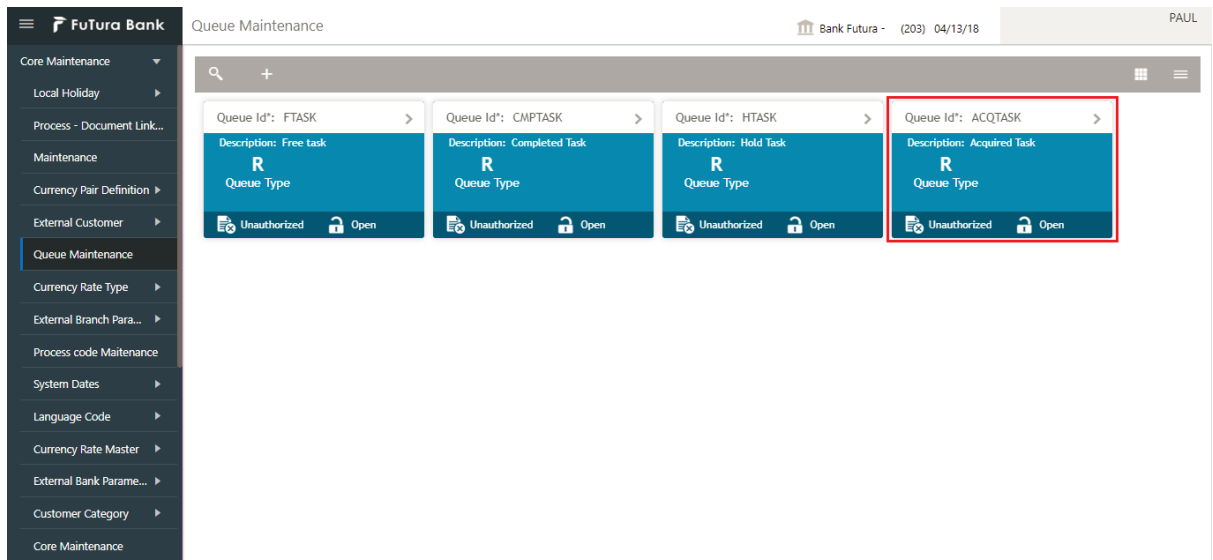 FuTura Bank
Queue Maintenance
Bank Futura - (203) 04/13/18
PAUL
Core Maintenance
Local Holiday
Process - Document Link...
Maintenance
Currency Pair Definition
External Customer
Queue Maintenance
Currency Rate Type
External Branch Para...
Process code Maitenance
System Dates
Language Code
Currency Rate Master
External Bank Parame...
Customer Category
Core Maintenance
Queue Id*: FTASK
Description: Free task
R
Queue Type
Unauthorized Open
Queue Id*: CMPTASK
Description: Completed Task
R
Queue Type
Unauthorized Open
Queue Id*: HTASK
Description: Hold Task
R
Queue Type
Unauthorized Open
Queue Id*: ACQTASK
Description: Acquired Task
R
Queue Type
Unauthorized Open